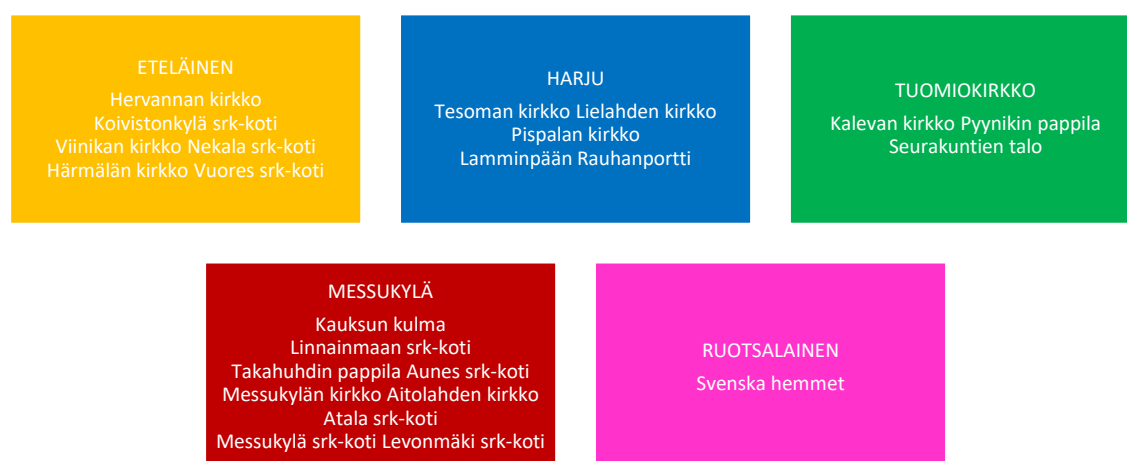 ETELÄINEN
Hervannan kirkko
Koivistonkylä srk-koti
Viinikan kirkko Nekala srk-koti
Härmälän kirkko Vuores srk-koti
HARJU
Tesoman kirkko Lielahden kirkko
Pispalan kirkko
Lamminpään Rauhanportti
TUOMIOKIRKKO
Kalevan kirkko Pyynikin pappila
Seurakuntien talo
MESSUKYLÄ
Kauksun kulma
Linnainmaan srk-koti
Takahuhdin pappila Aunes srk-koti
Messukylän kirkko Aitolahden kirkko
Atala srk-koti
Messukylä srk-koti Levonmäki srk-koti
RUOTSALAINEN
Svenska hemmet